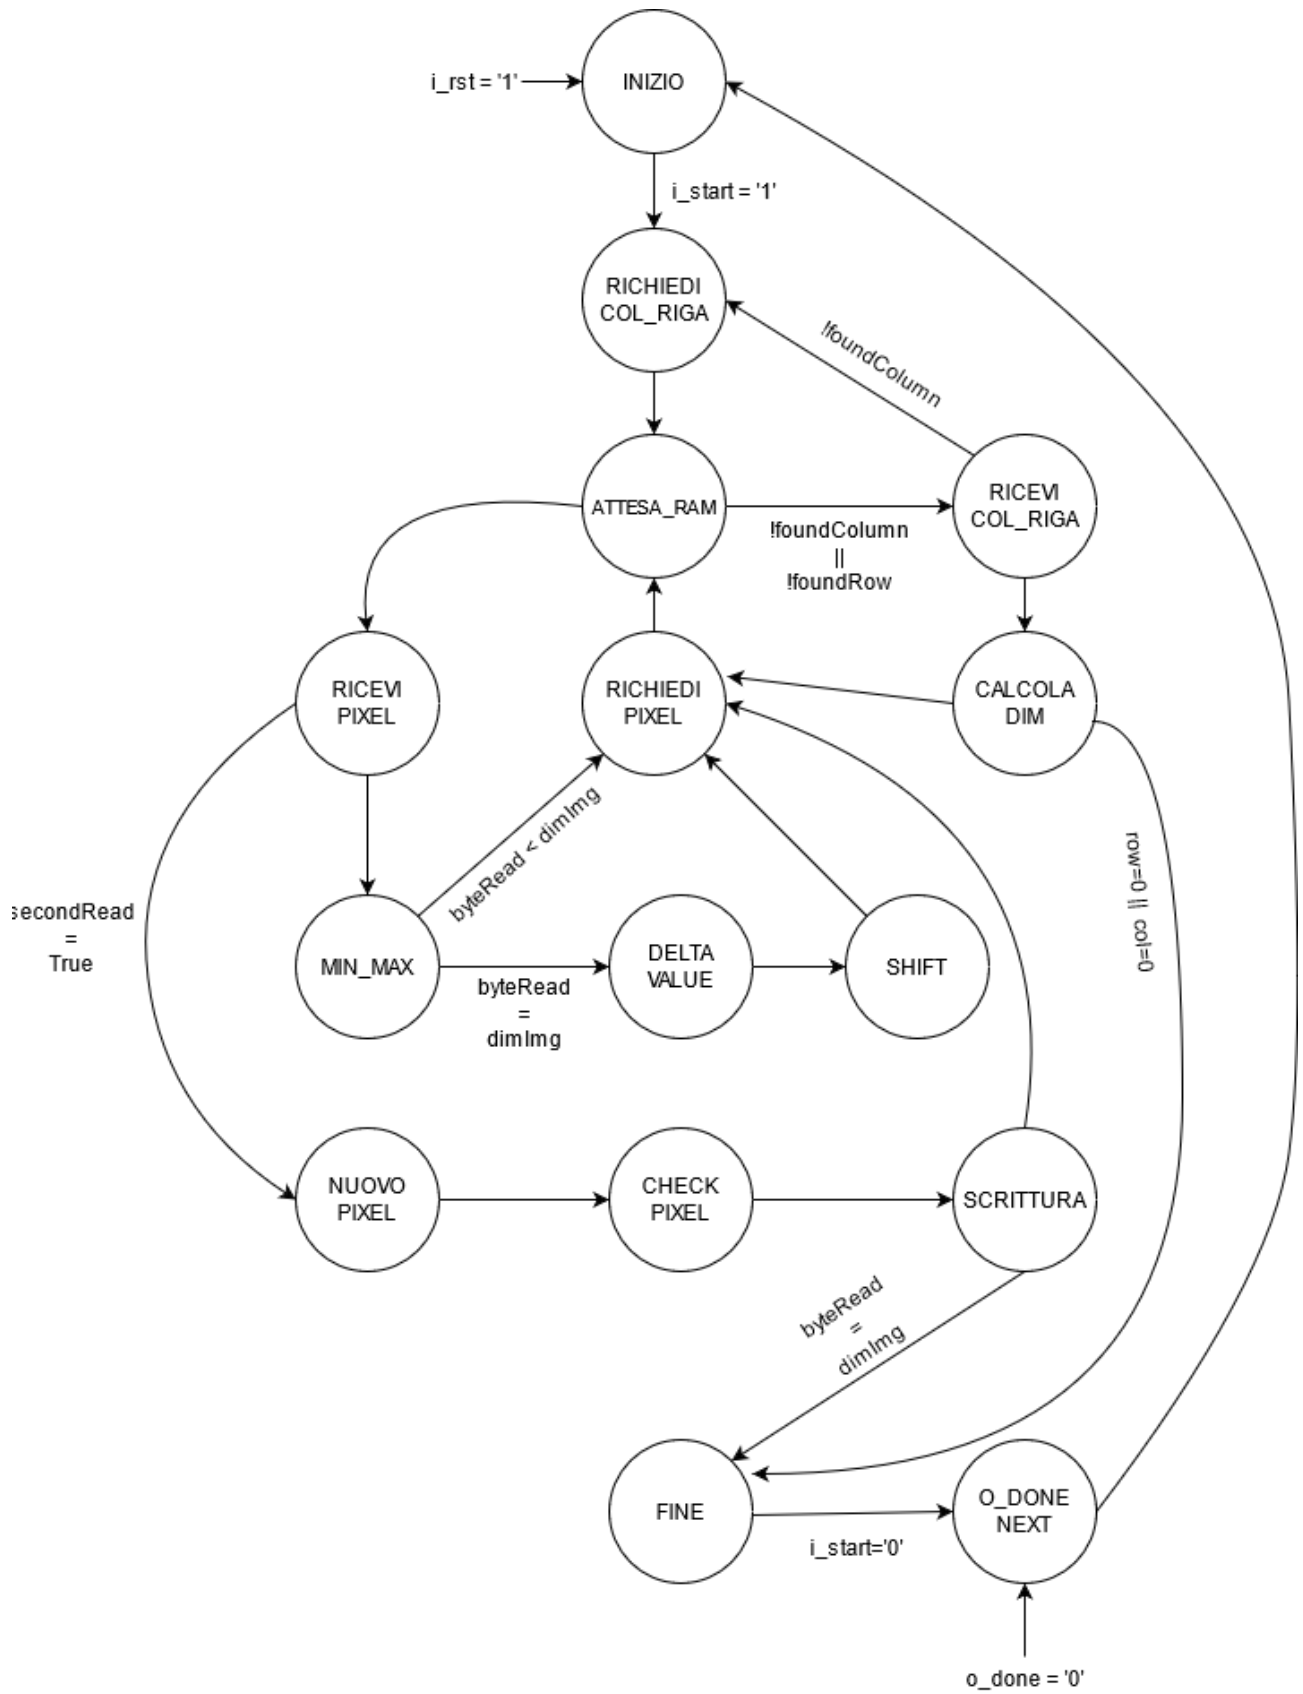 i_rst = '1'
INIZIO
i_start = '1'
RICHIEDI
COL_RIGA
!foundColumn
ATTESA_RAM
!foundColumn
||
!foundRow
RICEVI
COL_RIGA
RICEVI
PIXEL
RICHIEDI
PIXEL
CALCOLA
DIM
byteRead < dimImg
row=0 || col=0
secondRead
=
True
MIN_MAX
byteRead
=
dimImg
DELTA
VALUE
SHIFT
NUOVO
PIXEL
CHECK
PIXEL
SCRITTURA
byteRead
=
dimImg
FINE
i_start='0'
O_DONE
NEXT
o_done = '0'